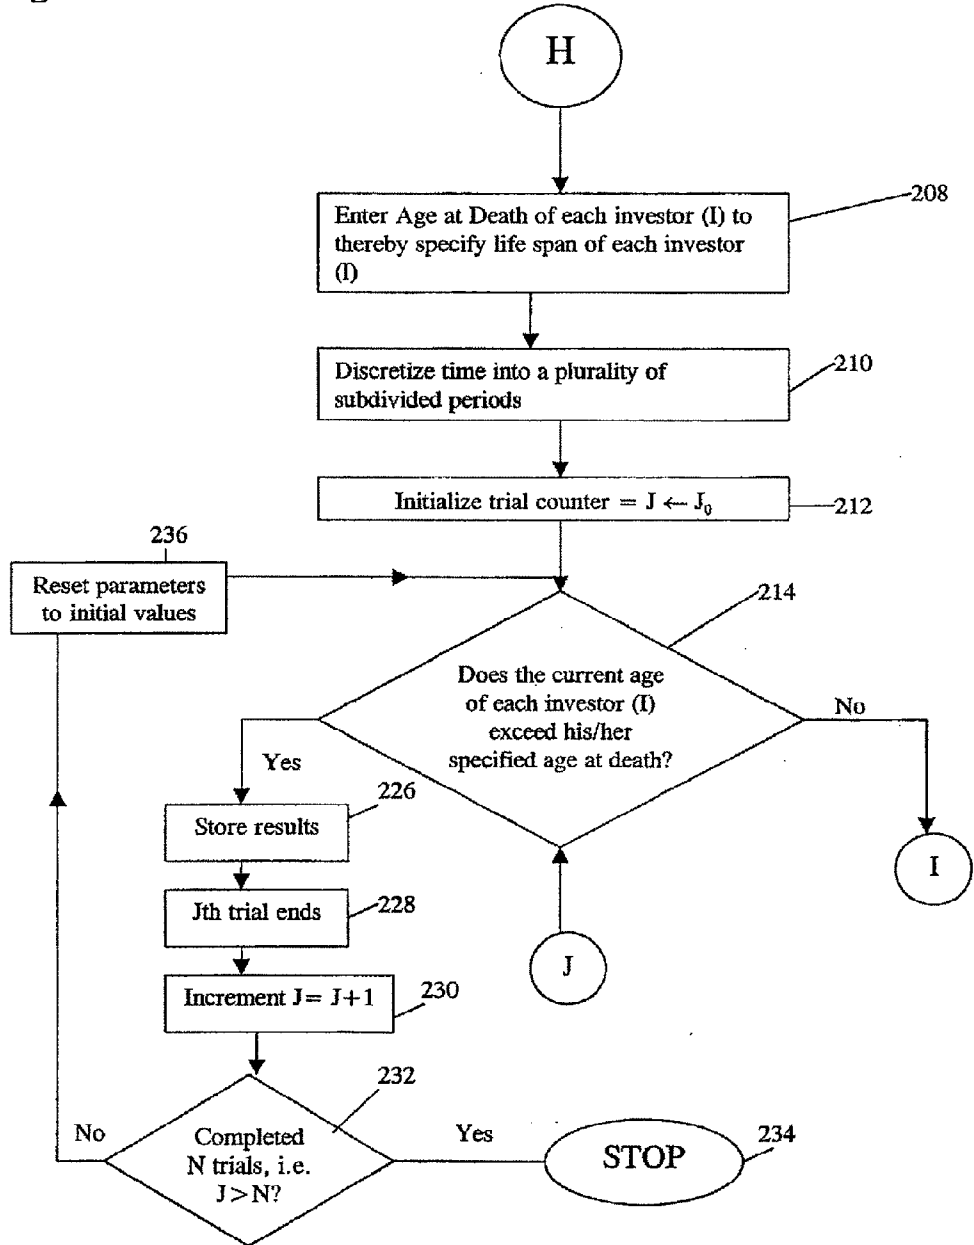 H
208
Enter Age at Death of each investor (I) to
thereby specify life span of each investor
(I)
210
Discretize time into a plurality of
subdivided periods
Initialize trial counter = J ← J₀
212
236
Reset parameters
to initial values
214
Does the current age
of each investor (I)
exceed his/her
specified age at death?
No
Yes
226
Store results
I
Jth trial ends
228
J
Increment J= J+1
230
232
No
Completed
N trials, i.e.
J>N?
Yes
STOP
234